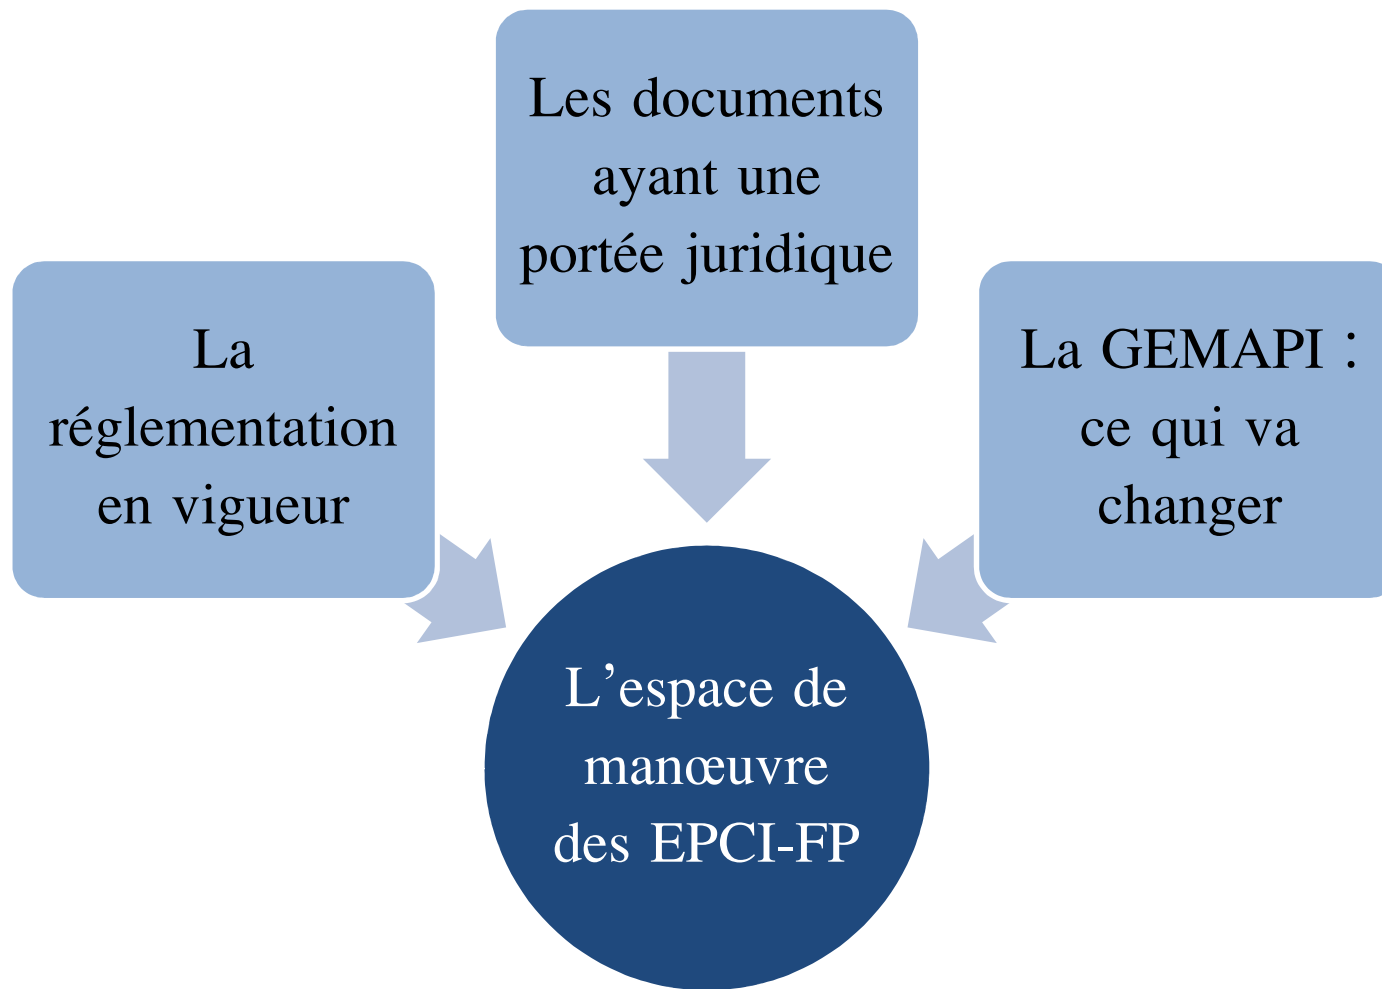 Les documents
ayant une
portée juridique
La
réglementation
en vigueur
La GEMAPI :
ce qui va
changer
L’espace de
manœuvre
des EPCI-FP